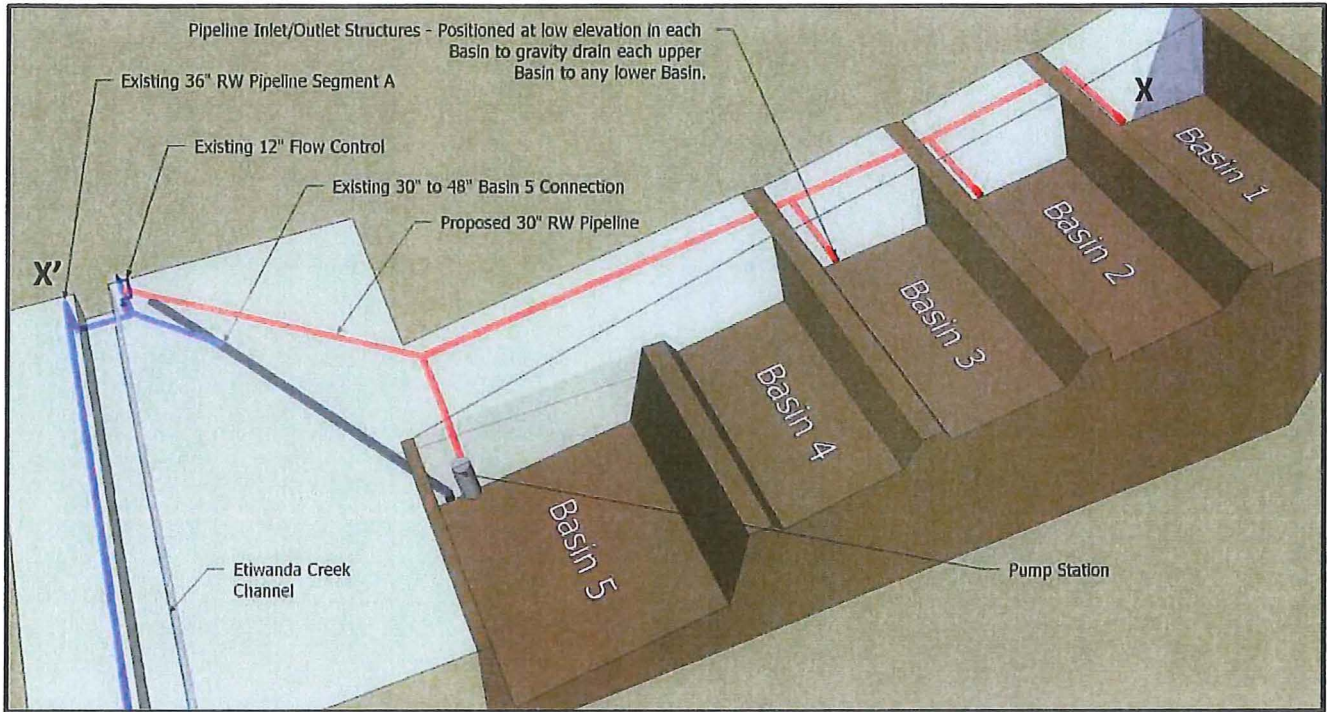 Pipeline Inlet/Outlet Structures - Positioned at low elevation in each
Basin to gravity drain each upper
Basin to any lower Basin.
Existing 36" RW Pipeline Segment A
Existing 12" Flow Control
Existing 30" to 48" Basin 5 Connection
Proposed 30" RW Pipeline
X'
X
Basin 1
Basin 2
Basin 3
Basin 4
Basin 5
Etiwanda Creek
Channel
Pump Station